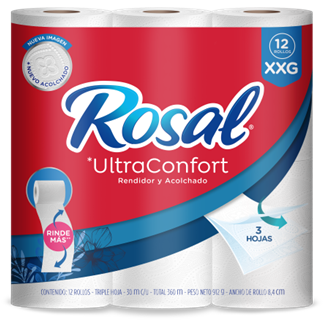 NUEVA IMAGEN
+NUEVO ACOLCHADO
12
ROLLOS
XXG
Rosal®
*UltraConfort
Rendidor y Acolchado
RINDE
MÁS**
3
HOJAS
CONTENIDO: 12 ROLLOS - TRIPLE HOJA - 30 m C/U - TOTAL 360 m - PESO NETO 912 g - ANCHO DE ROLLO 8,4 cm